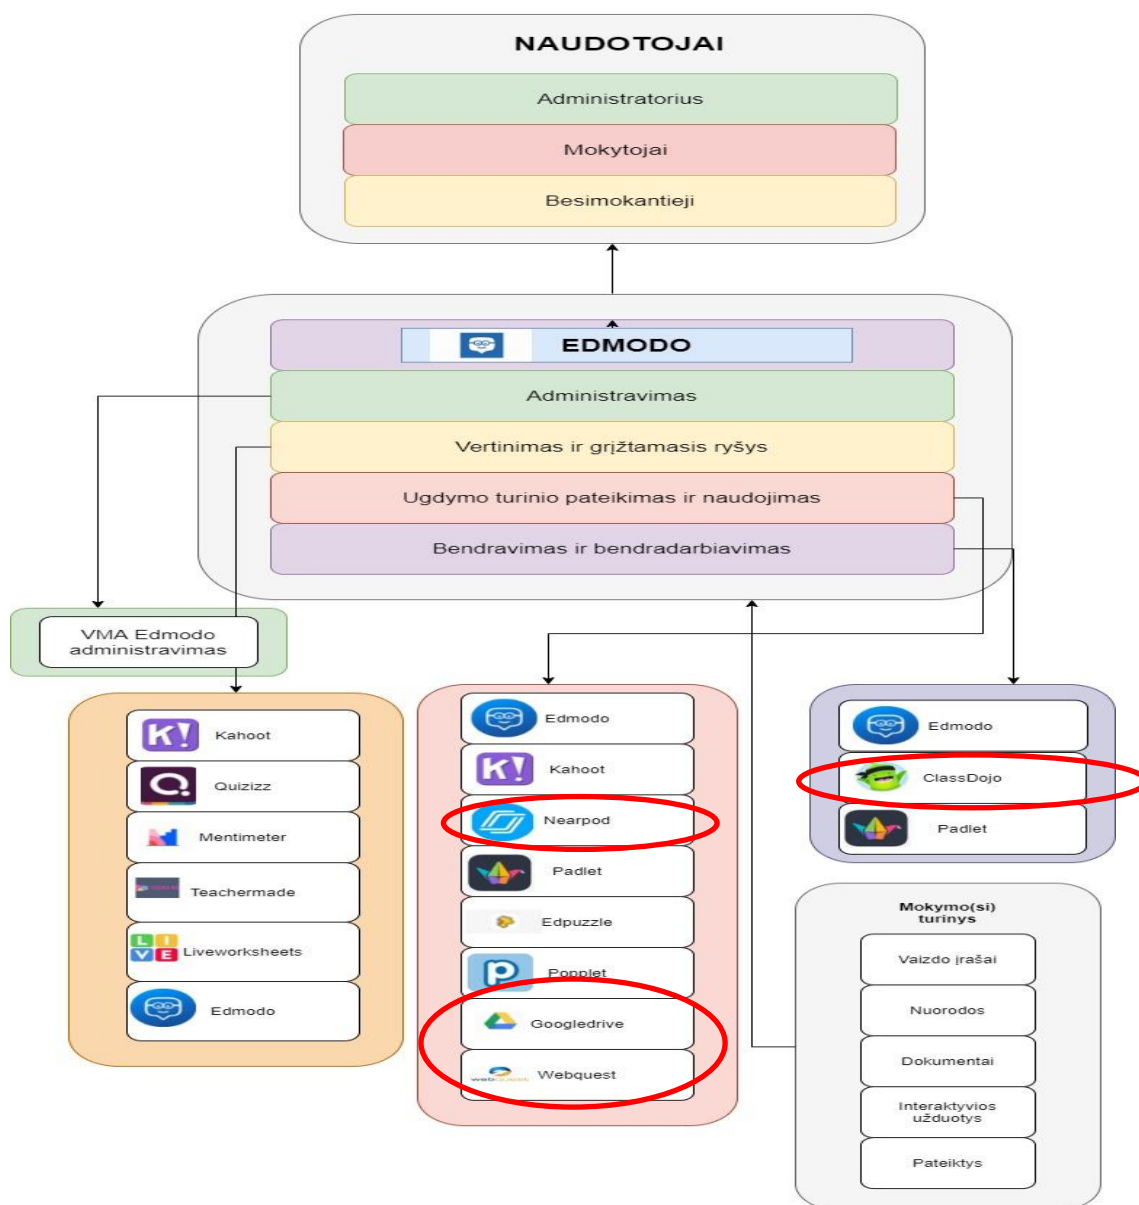 NAUDOTOJAI
Administratorius
Mokytojai
Besimokantieji
EDMODO
Administravimas
Vertinimas ir grįžtamasis ryšys
Ugdymo turinio pateikimas ir naudojimas
Bendravimas ir bendradarbiavimas
VMA Edmodo
administravimas
K! Kahoot
Q Quizizz
Mentimeter
Teachermade
LIVE Liveworksheets
Edmodo
Edmodo
K! Kahoot
Nearpod
Padlet
Edpuzzle
p Popplet
Googledrive
webquest Webquest
Edmodo
ClassDojo
Padlet
Mokymo(si)
turinys
Vaizdo įrašai
Nuorodos
Dokumentai
Interaktyvios
užduotys
Pateiktys